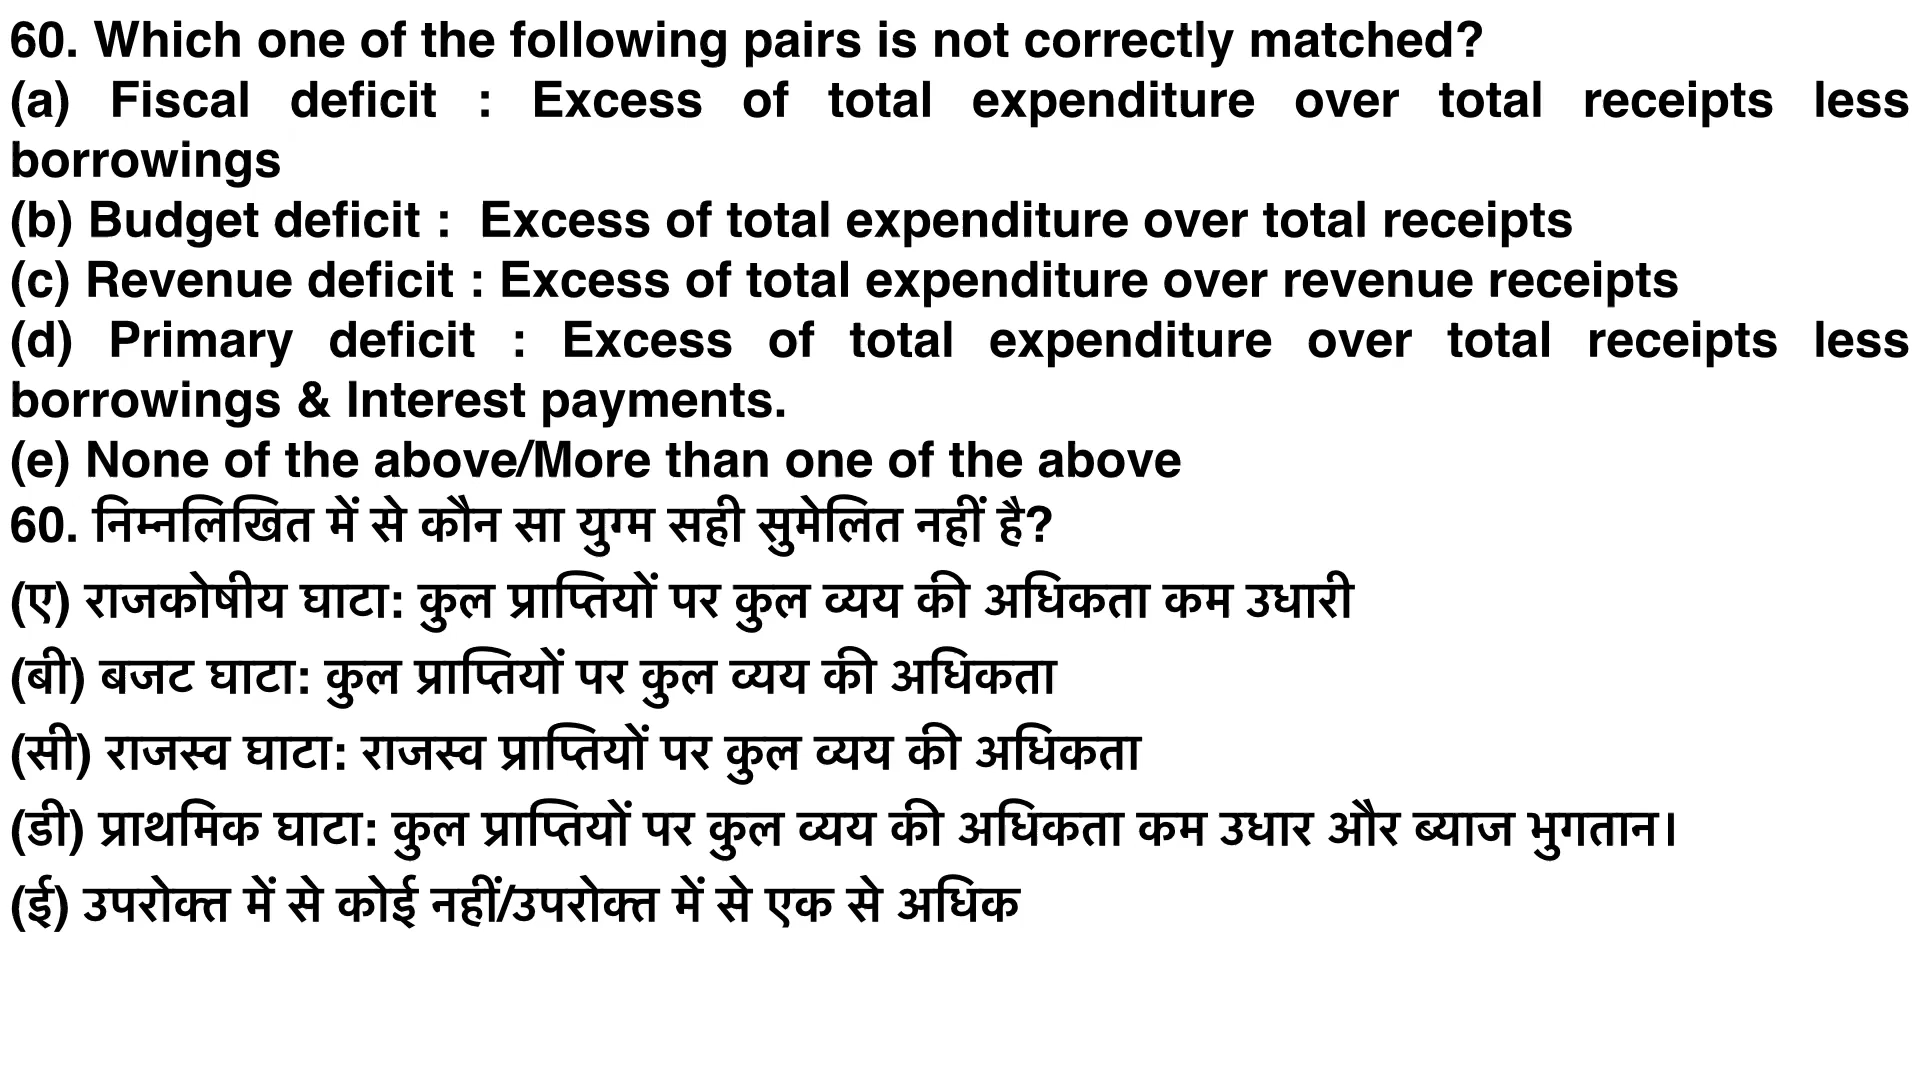 60. Which one of the following pairs is not correctly matched?
(a) Fiscal deficit : Excess of total expenditure over total receipts less
borrowings
(b) Budget deficit :  Excess of total expenditure over total receipts
(c) Revenue deficit : Excess of total expenditure over revenue receipts
(d) Primary deficit : Excess of total expenditure over total receipts less
borrowings & Interest payments.
(e) None of the above/More than one of the above
60. निम्नलिखित में से कौन सा युग्म सही सुमेलित नहीं है?
(ए) राजकोषीय घाटा: कुल प्राप्तियों पर कुल व्यय की अधिकता कम उधारी
(बी) बजट घाटा: कुल प्राप्तियों पर कुल व्यय की अधिकता
(सी) राजस्व घाटा: राजस्व प्राप्तियों पर कुल व्यय की अधिकता
(डी) प्राथमिक घाटा: कुल प्राप्तियों पर कुल व्यय की अधिकता कम उधार और ब्याज भुगतान।
(ई) उपरोक्त में से कोई नहीं/उपरोक्त में से एक से अधिक